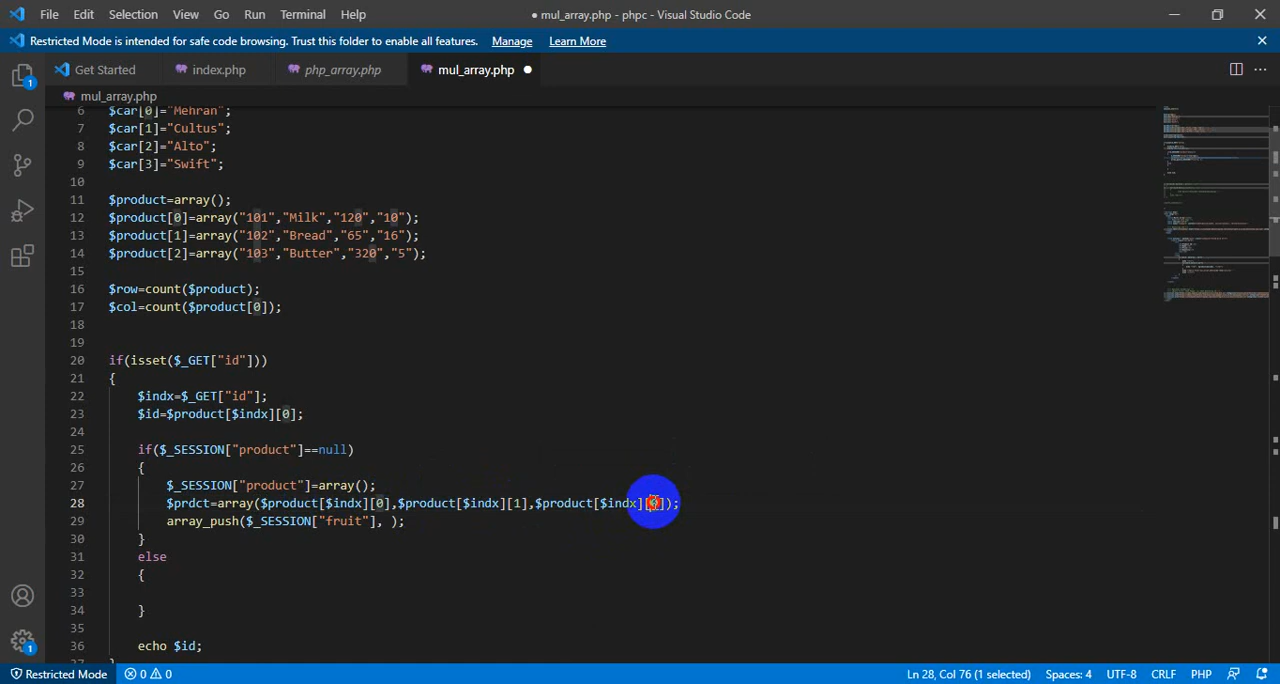 File Edit Selection View Go Run Terminal Help
● mul_array.php - phpc - Visual Studio Code
Restricted Mode is intended for safe code browsing. Trust this folder to enable all features. Manage Learn More
Get Started index.php php_array.php mul_array.php
mul_array.php
6 $car[0]="Mehran";
7 $car[1]="Cultus";
8 $car[2]="Alto";
9 $car[3]="Swift";
10
11 $product=array();
12 $product[0]=array("101","Milk","120","10");
13 $product[1]=array("102","Bread","65","16");
14 $product[2]=array("103","Butter","320","5");
15
16 $row=count($product);
17 $col=count($product[0]);
18
19
20 if(isset($_GET["id"]))
21 {
22 $indx=$_GET["id"];
23 $id=$product[$indx][0];
24
25 if($_SESSION["product"]==null)
26 {
27 $_SESSION["product"]=array();
28 $prdct=array($product[$indx][0],$product[$indx][1],$product[$indx][0]);
29 array_push($_SESSION["fruit"], );
30 }
31 else
32 {
33
34 }
35
36 echo $id;
37 }
1
1
Restricted Mode 0 0 Ln 28, Col 76 (1 selected) Spaces: 4 UTF-8 CRLF PHP